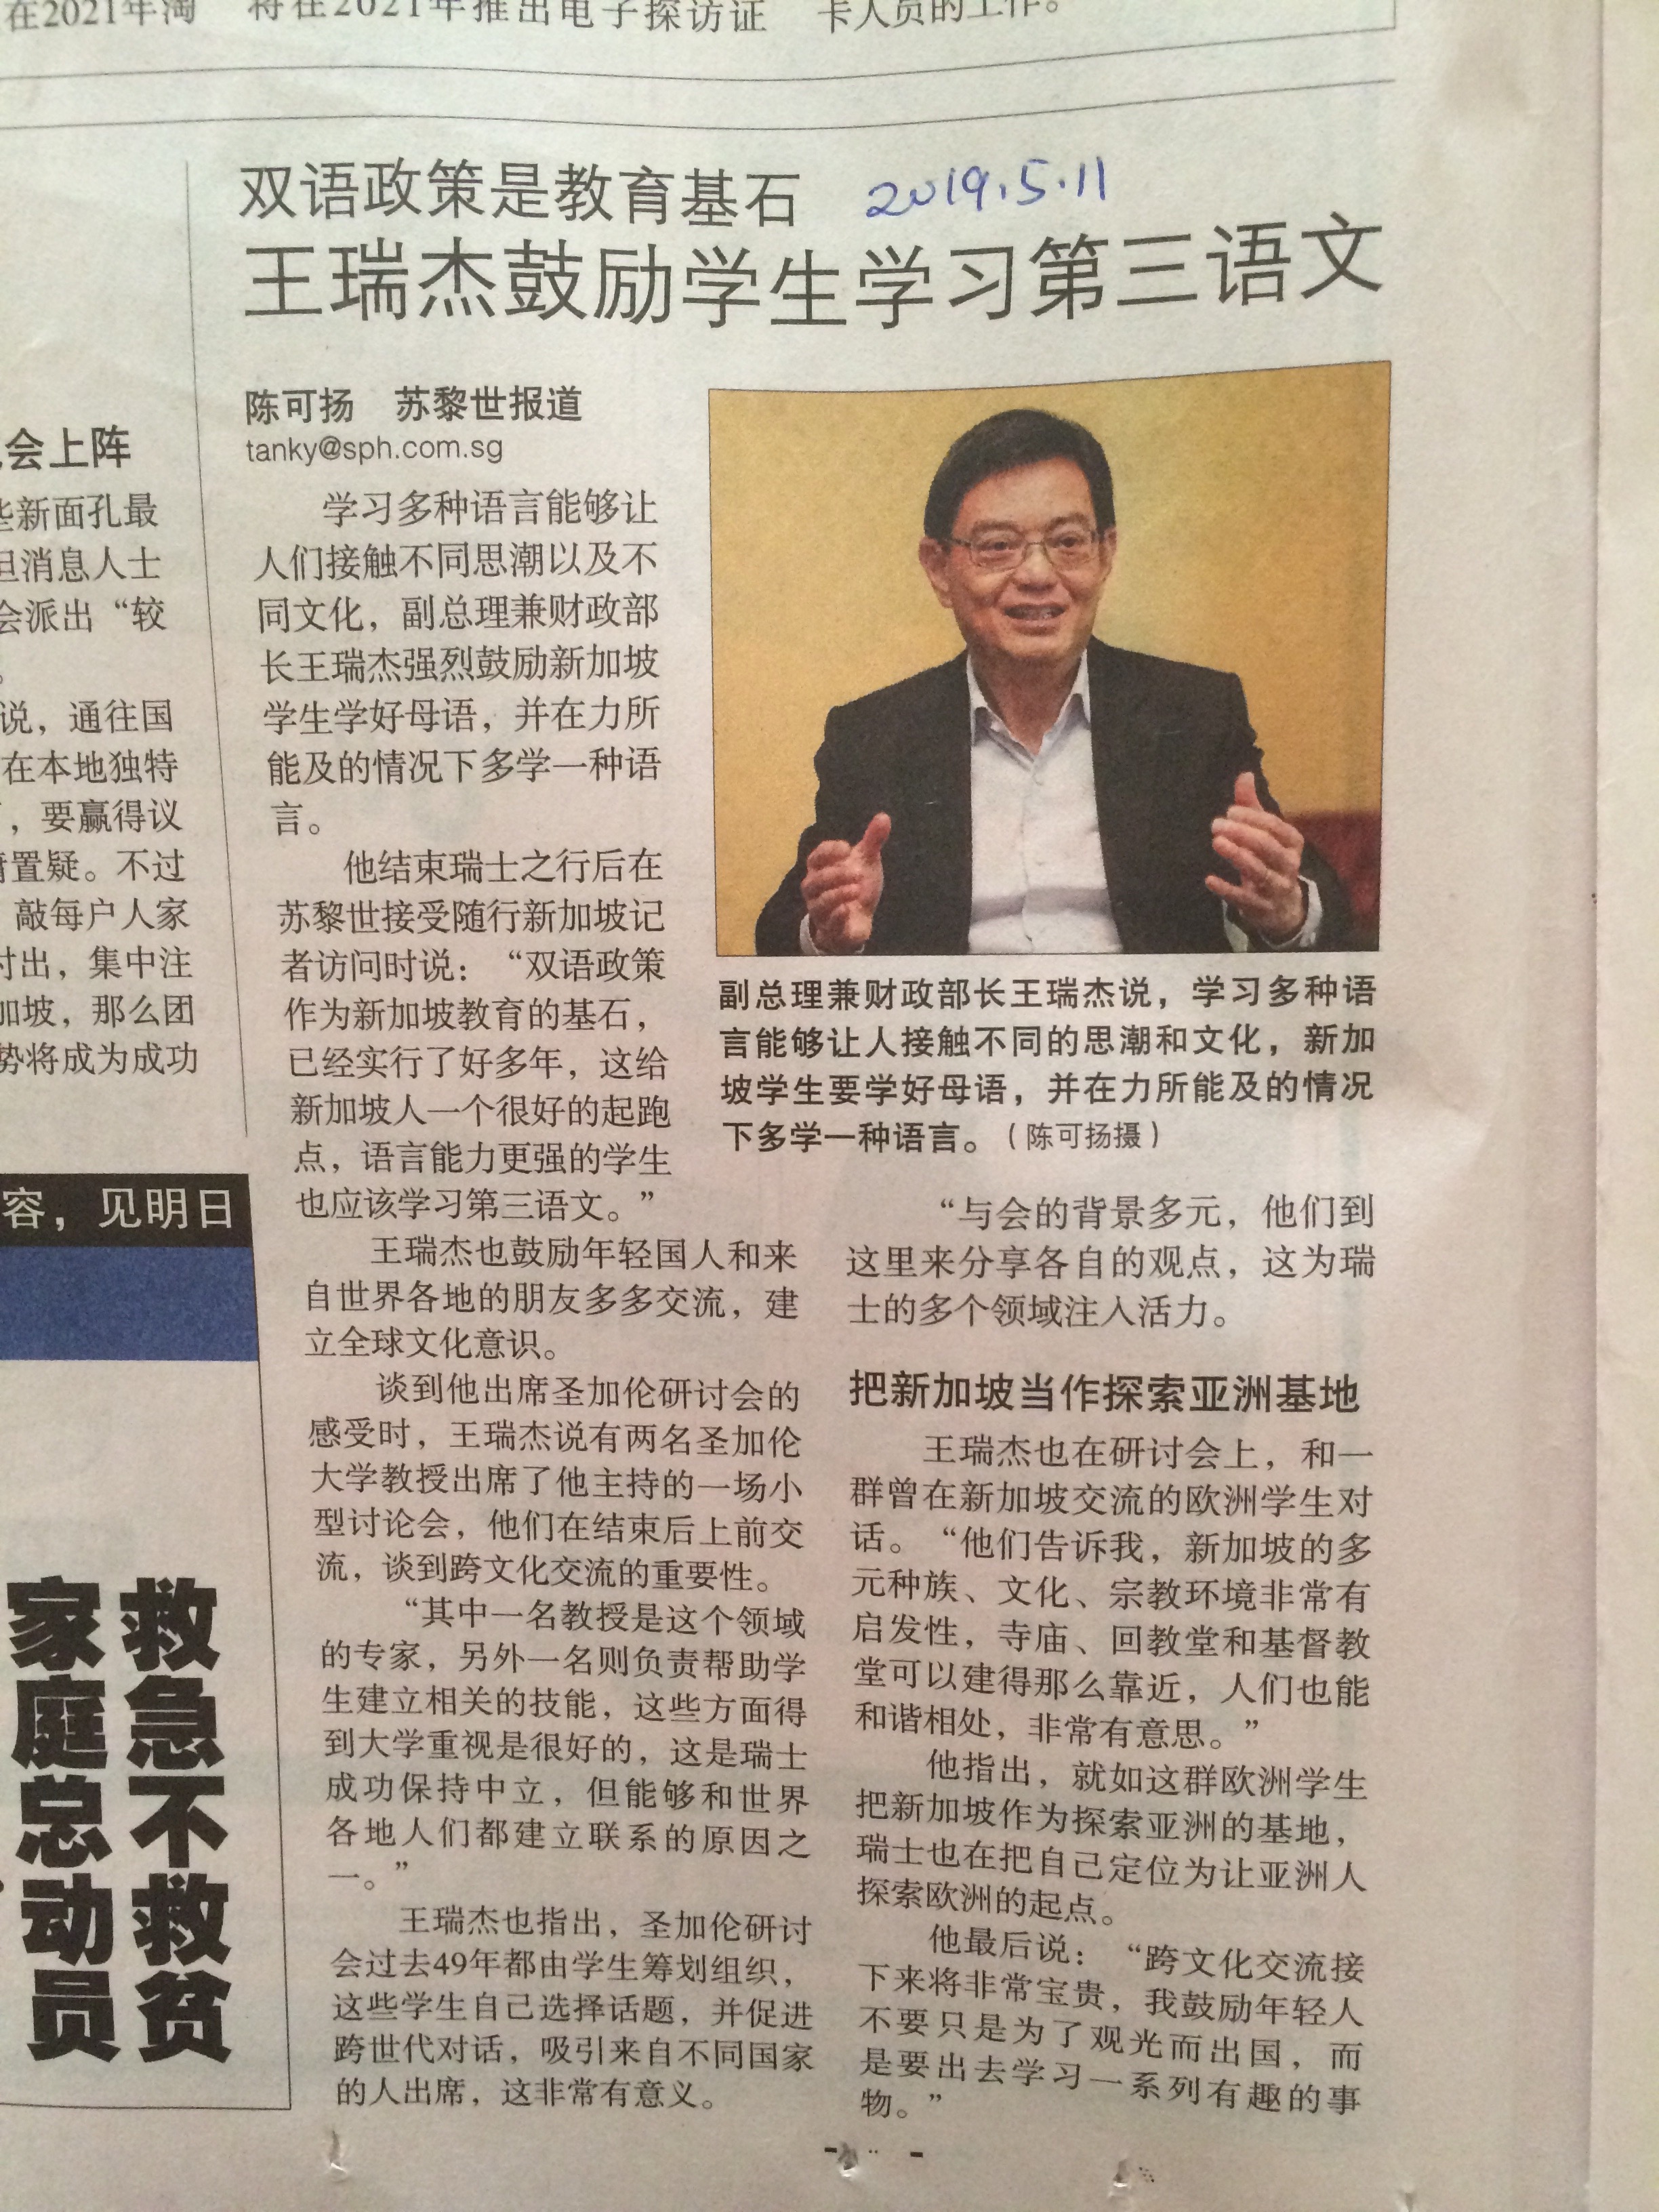 在2021年淘
将在2021年推出电子探访证
卡人员的工作。
会上阵
些新面孔最
但消息人士
会派出“较
。
说，通往国
在本地独特
，要赢得议
置疑。不过
敲每户人家
付出，集中注
加坡，那么团
势将成为成功
容，见明日
救急不救贫
家庭总动员
双语政策是教育基石
2019.5.11
王瑞杰鼓励学生学习第三语文
陈可扬 苏黎世报道
tanky@sph.com.sg
学习多种语言能够让
人们接触不同思潮以及不
同文化，副总理兼财政部
长王瑞杰强烈鼓励新加坡
学生学好母语，并在力所
能及的情况下多学一种语
言。
他结束瑞士之行后在
苏黎世接受随行新加坡记
者访问时说：“双语政策
作为新加坡教育的基石，
已经实行了好多年，这给
新加坡人一个很好的起跑
点，语言能力更强的学生
也应该学习第三语文。”
王瑞杰也鼓励年轻国人和来
自世界各地的朋友多多交流，建
立全球文化意识。
谈到他出席圣加伦研讨会的
感受时，王瑞杰说有两名圣加伦
大学教授出席了他主持的一场小
型讨论会，他们在结束后上前交
流，谈到跨文化交流的重要性。
“其中一名教授是这个领域
的专家，另外一名则负责帮助学
生建立相关的技能，这些方面得
到大学重视是很好的，这是瑞士
成功保持中立，但能够和世界
各地人们都建立联系的原因之
一。”
王瑞杰也指出，圣加伦研讨
会过去49年都由学生筹划组织，
这些学生自己选择话题，并促进
跨世代对话，吸引来自不同国家
的人出席，这非常有意义。
副总理兼财政部长王瑞杰说，学习多种语
言能够让人接触不同的思潮和文化，新加
坡学生要学好母语，并在力所能及的情况
下多学一种语言。（陈可扬摄）
“与会的背景多元，他们到
这里来分享各自的观点，这为瑞
士的多个领域注入活力。
把新加坡当作探索亚洲基地
王瑞杰也在研讨会上，和一
群曾在新加坡交流的欧洲学生对
话。“他们告诉我，新加坡的多
元种族、文化、宗教环境非常有
启发性，寺庙、回教堂和基督教
堂可以建得那么靠近，人们也能
和谐相处，非常有意思。”
他指出，就如这群欧洲学生
把新加坡作为探索亚洲的基地，
瑞士也在把自己定位为让亚洲人
探索欧洲的起点。
他最后说：“跨文化交流接
下来将非常宝贵，我鼓励年轻人
不要只是为了观光而出国，而
是要出去学习一系列有趣的事
物。”